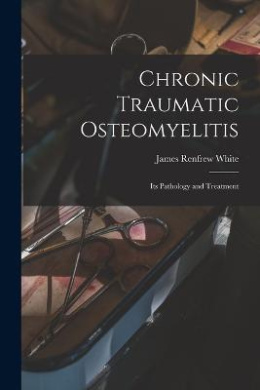 Chronic
Traumatic
Osteomyelitis
James Renfrew White
Its Pathology and Treatment